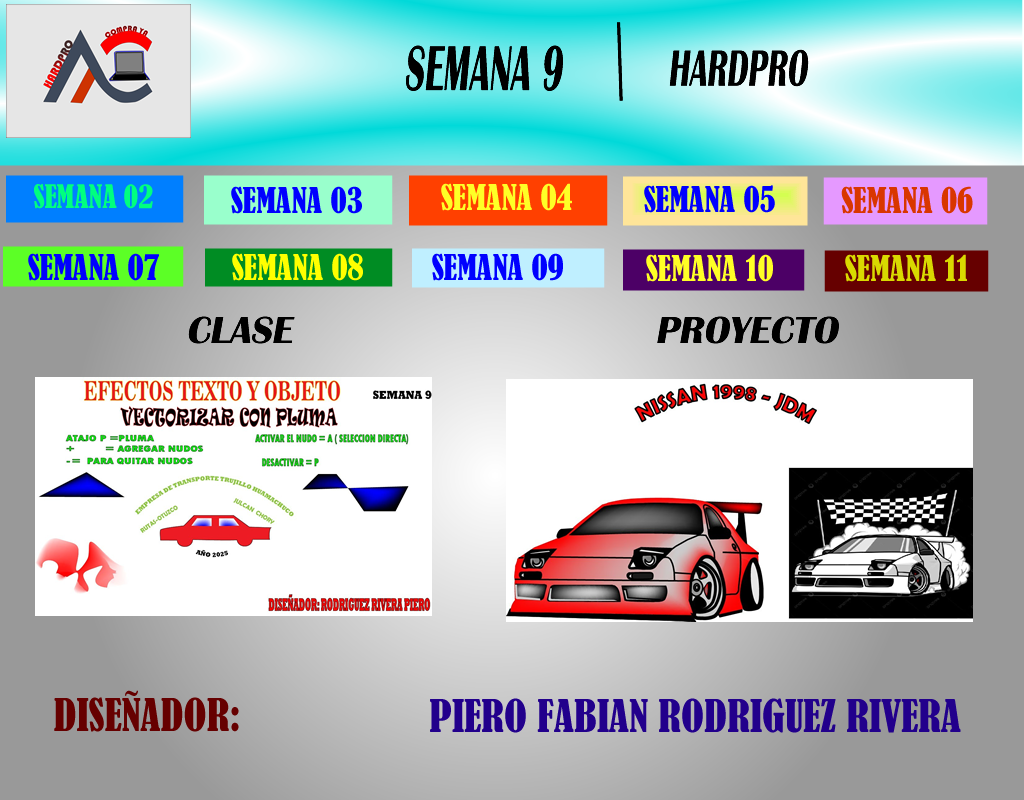 HARDPRO
COMPRA YA
SEMANA 9
HARDPRO
SEMANA 02
SEMANA 03
SEMANA 04
SEMANA 05
SEMANA 06
SEMANA 07
SEMANA 08
SEMANA 09
SEMANA 10
SEMANA 11
CLASE
PROYECTO
EFECTOS TEXTO Y OBJETO
SEMANA 9
VECTORIZAR CON PLUMA
ATAJO P =PLUMA
+ = AGREGAR NUDOS
-= PARA QUITAR NUDOS
ACTIVAR EL NUDO = A ( SELECCION DIRECTA)
DESACTIVAR = P
EMPRESA DE TRANSPORTE TRUJILLO HUAMACHUCO
JULCAN CHORY
AÑO 2025
DISEÑADOR: RODRIGUEZ RIVERA PIERO
NISSAN 1998 - JDM
DISEÑADOR:
PIERO FABIAN RODRIGUEZ RIVERA